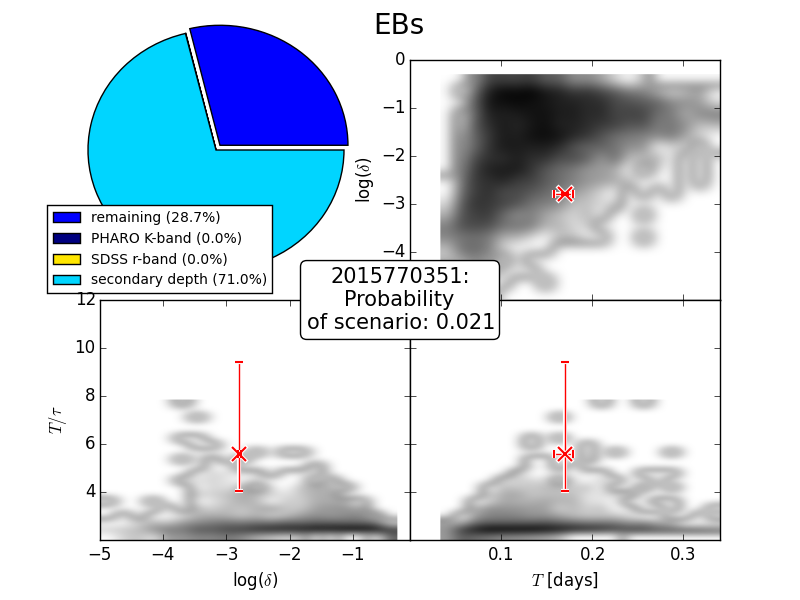 EBs
remaining (28.7%)
PHARO K-band (0.0%)
SDSS r-band (0.0%)
secondary depth (71.0%)
0
−1
−2
−3
−4
log(δ)
2015770351:
Probability
of scenario: 0.021
12
10
8
6
4
T/τ
−5 −4 −3 −2 −1
log(δ)
0.1 0.2 0.3
T [days]